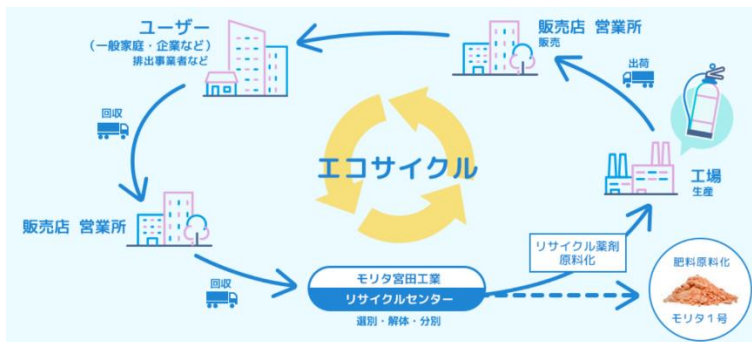 ユーザー
（一般家庭・企業など）
排出事業者など
販売店 営業所
販売
出荷
回収
エコサイクル
工場
生産
販売店 営業所
リサイクル薬剤
原料化
回収
モリタ宮田工業
リサイクルセンター
選別・解体・分別
肥料原料化
モリタ1号